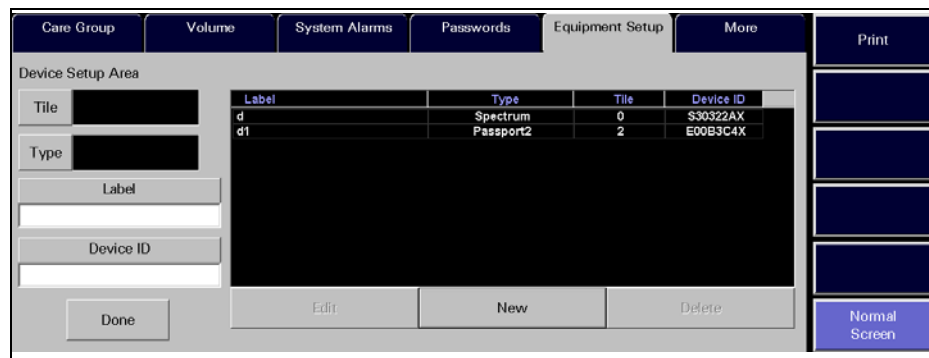 Care Group Volume System Alarms Passwords Equipment Setup More
Print
Device Setup Area
Tile
Type
Label
Device ID
Done
Label Type Tile Device ID
d Spectrum 0 S30322AX
d1 Passport2 2 E00B3C4X
Edit New Delete
Normal
Screen